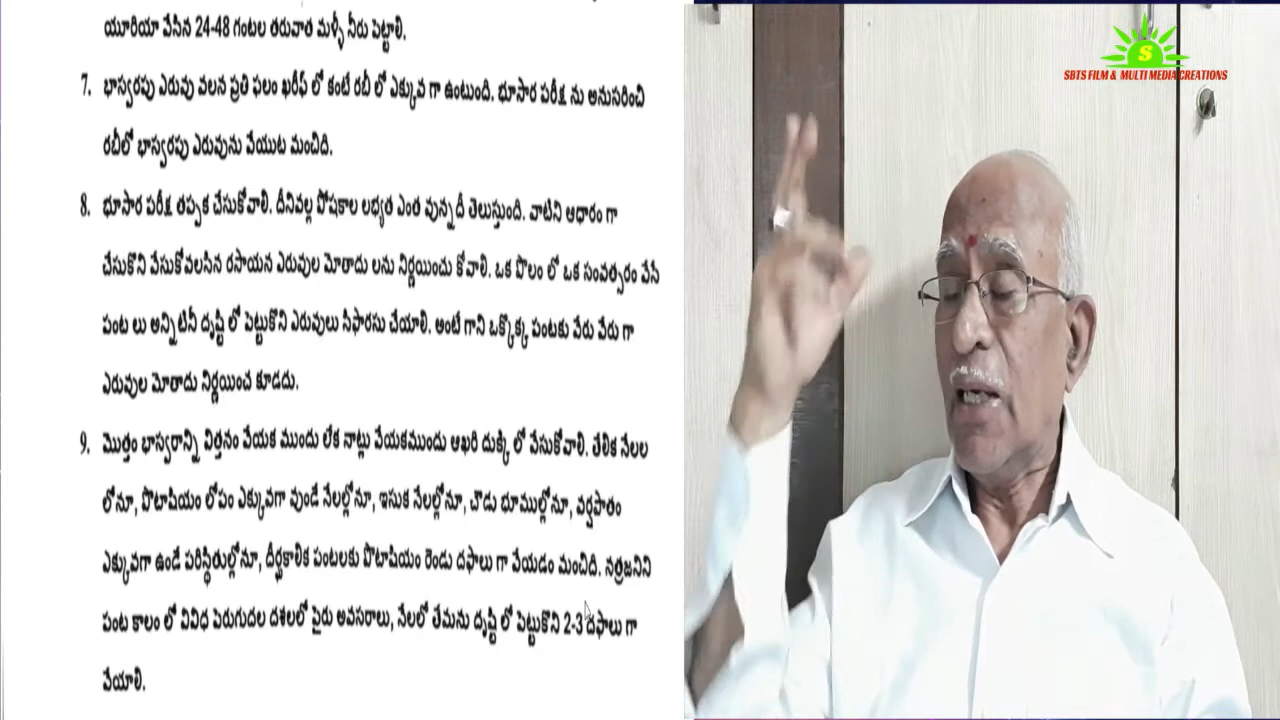 యూరియా వేసిన 24-48 గంటల తరువాత మళ్ళీ నీరు పెట్టాలి.
7. భాస్వరపు ఎరువు వలన ప్రతి ఫలం ఖరీఫ్ లో కంటే రబీ లో ఎక్కువ గా ఉంటుంది. భూసార పరీక్ష ను అనుసరించి
రబీలో భాస్వరపు ఎరువును వేయుట మంచిది.
8. భూసార పరీక్ష తప్పక చేసుకోవాలి. దీనివల్ల పోషకాల లభ్యత ఎంత వున్న దీ తెలుస్తుంది. వాటిని ఆధారం గా
చేసుకొని వేసుకోవలసిన రసాయన ఎరువుల మోతాదు లను నిర్ణయించు కోవాలి. ఒక పొలం లో ఒక సంవత్సరం వేసే
పంట లు అన్నిటినీ దృష్టి లో పెట్టుకొని ఎరువులు సిఫారసు చేయాలి. అంటే గాని ఒక్కొక్క పంటకు వేరు వేరు గా
ఎరువుల మోతాదు నిర్ణయించ కూడదు.
9. మొత్తం భాస్వరాన్ని విత్తనం వేయక ముందు లేక నాట్లు వేయకముందు ఆఖరి దుక్కి లో వేసుకోవాలి. తేలిక నేలల
లోనూ, పొటాషియం లోపం ఎక్కువగా వుండే నేలల్లోనూ, ఇసుక నేలల్లోనూ, చౌడు భూముల్లోనూ, వర్షపాతం
ఎక్కువగా ఉండే పరిస్థితుల్లోనూ, దీర్ఘకాలిక పంటలకు పొటాషియం రెండు దఫాలు గా వేయడం మంచిది. నత్రజనిని
పంట కాలం లో వివిధ పెరుగుదల దశలలో పైరు అవసరాలు, నేలలో తేమను దృష్టి లో పెట్టుకొని 2-3 దఫాలు గా
వేయాలి.
S
SBTS FILM & MULTI MEDIA CREATIONS